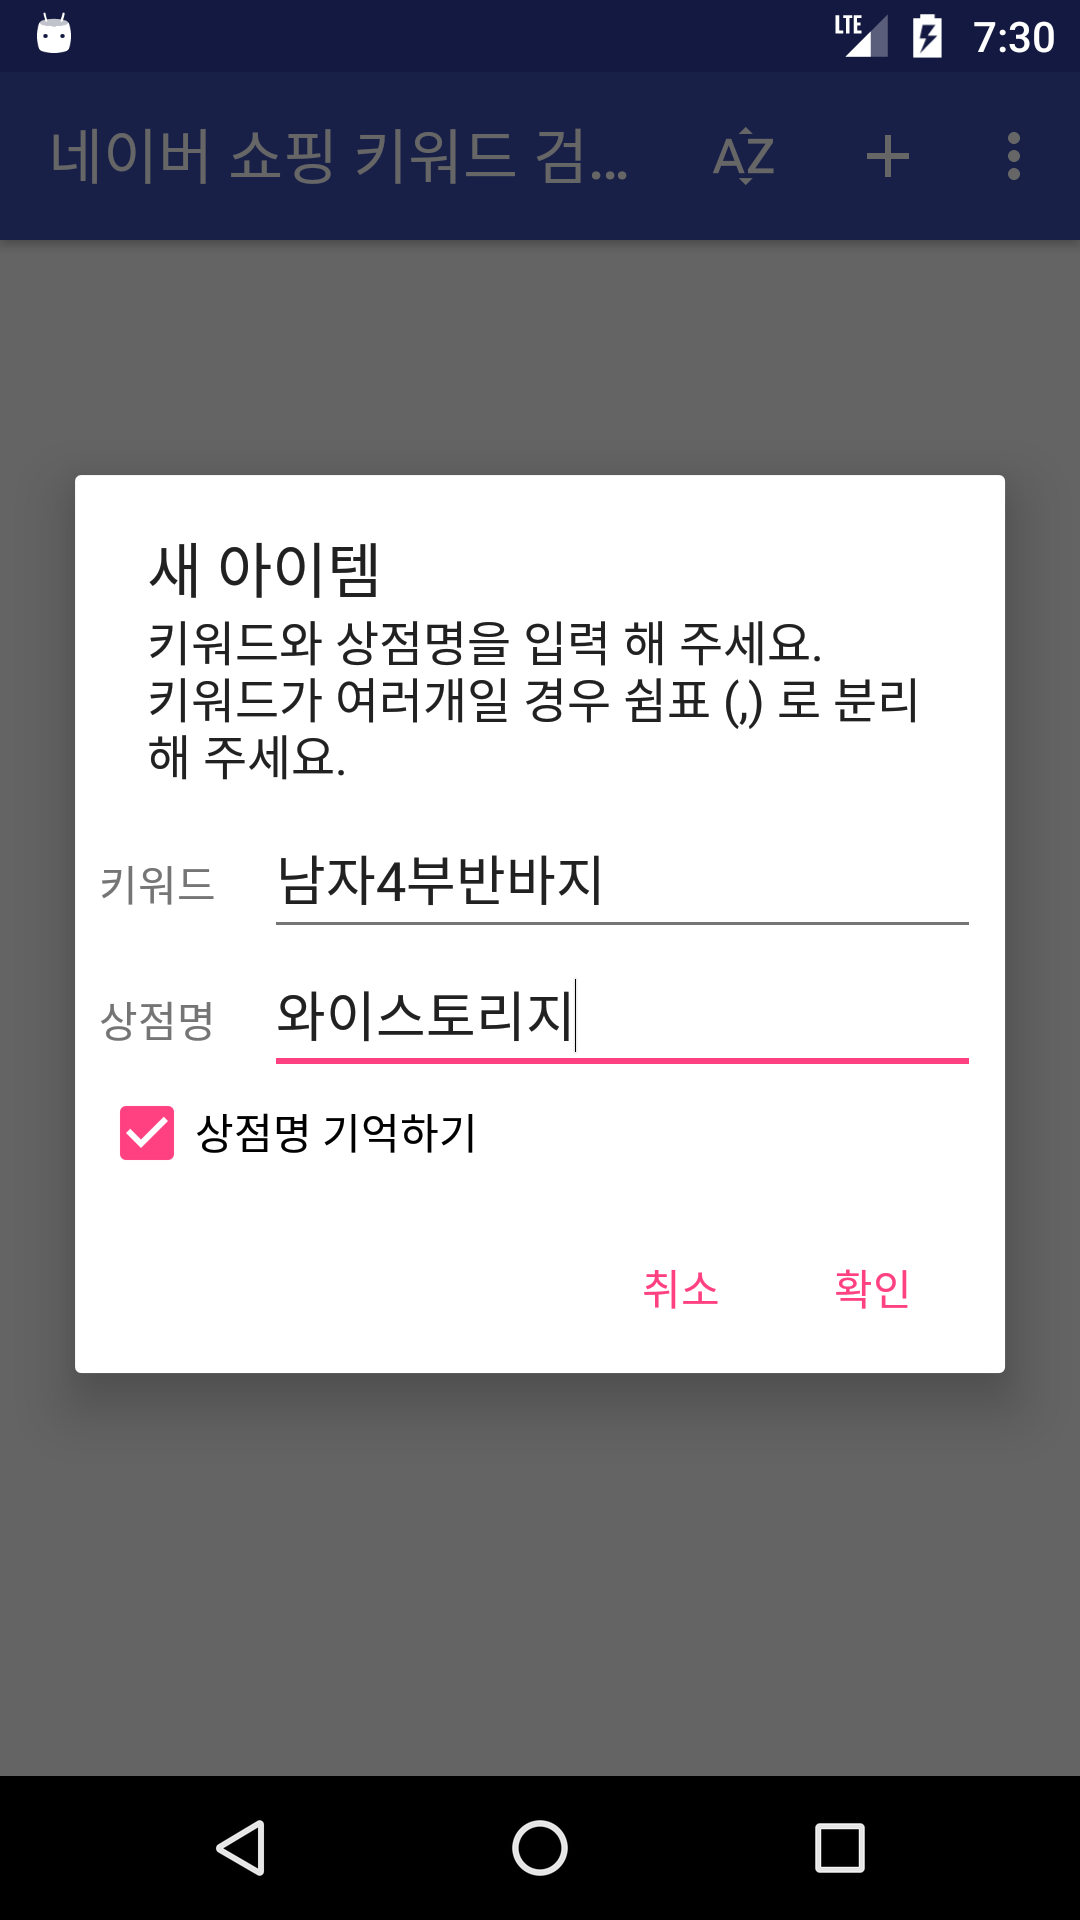 LTE 7:30
네이버 쇼핑 키워드 검... AZ
새 아이템
키워드와 상점명을 입력 해 주세요.
키워드가 여러개일 경우 쉼표 (,) 로 분리
해 주세요.
키워드 남자4부반바지
상점명 와이스토리지
상점명 기억하기
취소 확인